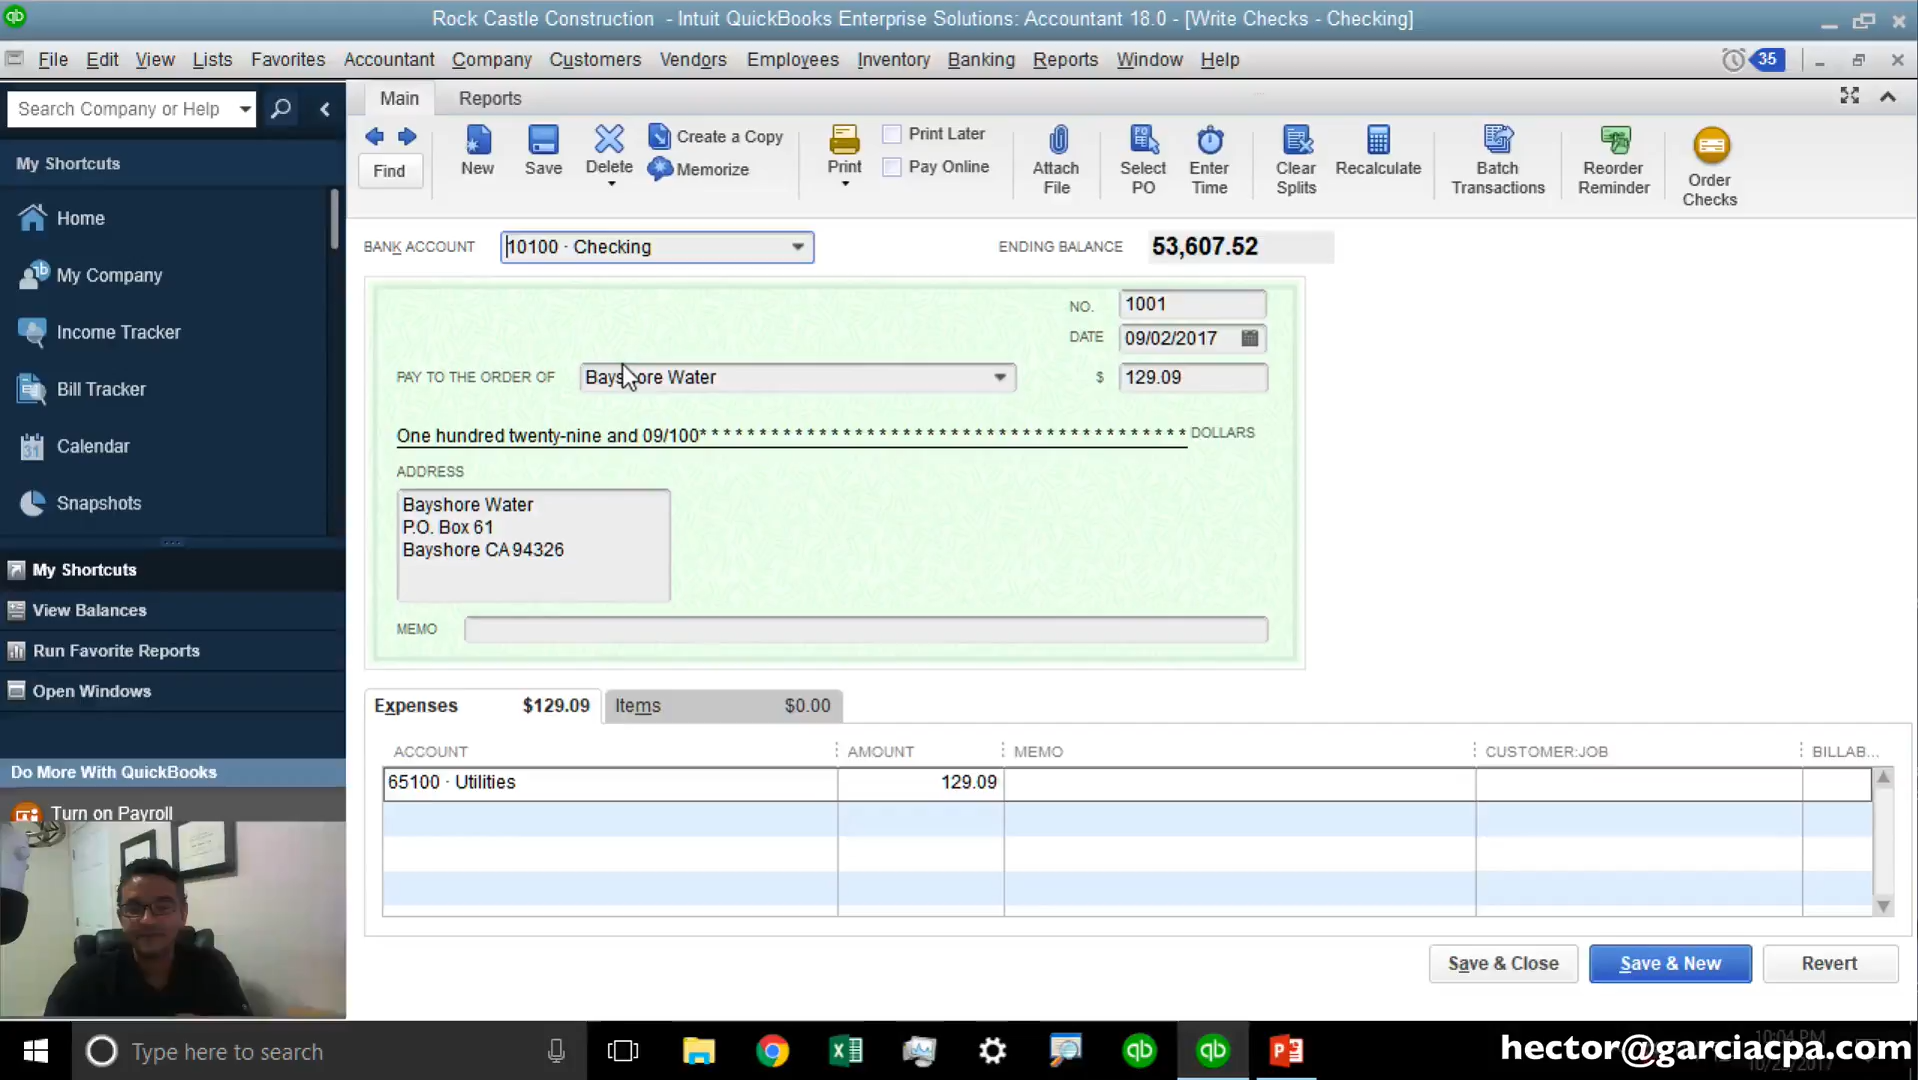 Rock Castle Construction - Intuit QuickBooks Enterprise Solutions: Accountant 18.0 - [Write Checks - Checking]
File Edit View Lists Favorites Accountant Company Customers Vendors Employees Inventory Banking Reports Window Help 35
Search Company or Help
My Shortcuts
Home
My Company
Income Tracker
Bill Tracker
Calendar
Snapshots
My Shortcuts
View Balances
Run Favorite Reports
Open Windows
Do More With QuickBooks
Turn on Payroll
Main Reports
Find
New
Save
Delete
Create a Copy
Memorize
Print
Print Later
Pay Online
Attach File
Select PO
Enter Time
Clear Splits
Recalculate
Batch Transactions
Reorder Reminder
Order Checks
BANK ACCOUNT 10100 · Checking ENDING BALANCE 53,607.52
NO. 1001
DATE 09/02/2017
PAY TO THE ORDER OF Bayshore Water $ 129.09
One hundred twenty-nine and 09/100* * * * * * * * * * * * * * * * * * * * * * * * * * * * * * * * * * * * * * * * * DOLLARS
ADDRESS
Bayshore Water
P.O. Box 61
Bayshore CA 94326
MEMO
Expenses $129.09 Items $0.00
ACCOUNT AMOUNT MEMO CUSTOMER:JOB BILLAB...
65100 · Utilities 129.09
Save & Close Save & New Revert
Type here to search
hector@garciacpa.com